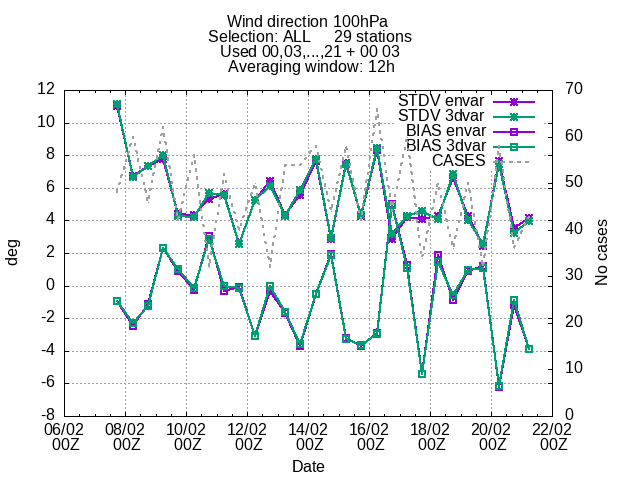 Wind direction 100hPa
Selection: ALL 29 stations
Used 00,03,...,21 + 00 03
Averaging window: 12h
STDV envar
STDV 3dvar
BIAS envar
BIAS 3dvar
CASES
12
10
8
6
4
2
0
-2
-4
-6
-8
deg
70
60
50
40
30
20
10
0
No cases
06/02 08/02 10/02 12/02 14/02 16/02 18/02 20/02 22/02
00Z 00Z 00Z 00Z 00Z 00Z 00Z 00Z 00Z
Date